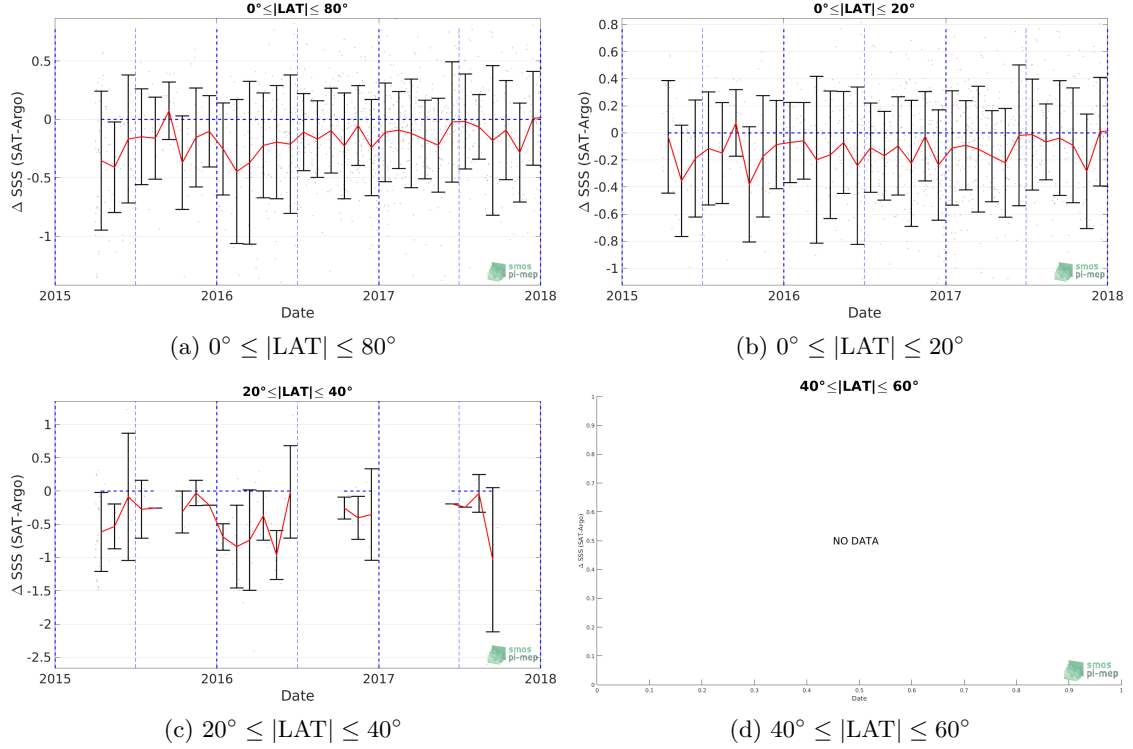 0°≤|LAT|≤ 80°
0.5
0
-0.5
-1
Δ SSS (SAT-Argo)
2015
2016
2017
2018
Date
smos
pi-mep
(a) 0° ≤ |LAT| ≤ 80°
0°≤|LAT|≤ 20°
0.8
0.6
0.4
0.2
0
-0.2
-0.4
-0.6
-0.8
-1
Δ SSS (SAT-Argo)
2015
2016
2017
2018
Date
smos
pi-mep
(b) 0° ≤ |LAT| ≤ 20°
20°≤|LAT|≤ 40°
1
0.5
0
-0.5
-1
-1.5
-2
-2.5
Δ SSS (SAT-Argo)
2015
2016
2017
2018
Date
smos
pi-mep
(c) 20° ≤ |LAT| ≤ 40°
40°≤|LAT|≤ 60°
1
0.9
0.8
0.7
0.6
0.5
0.4
0.3
0.2
0.1
0
Δ SSS (SAT-Argo)
NO DATA
0
0.1
0.2
0.3
0.4
0.5
0.6
0.7
0.8
0.9
1
Date
smos
pi-mep
(d) 40° ≤ |LAT| ≤ 60°